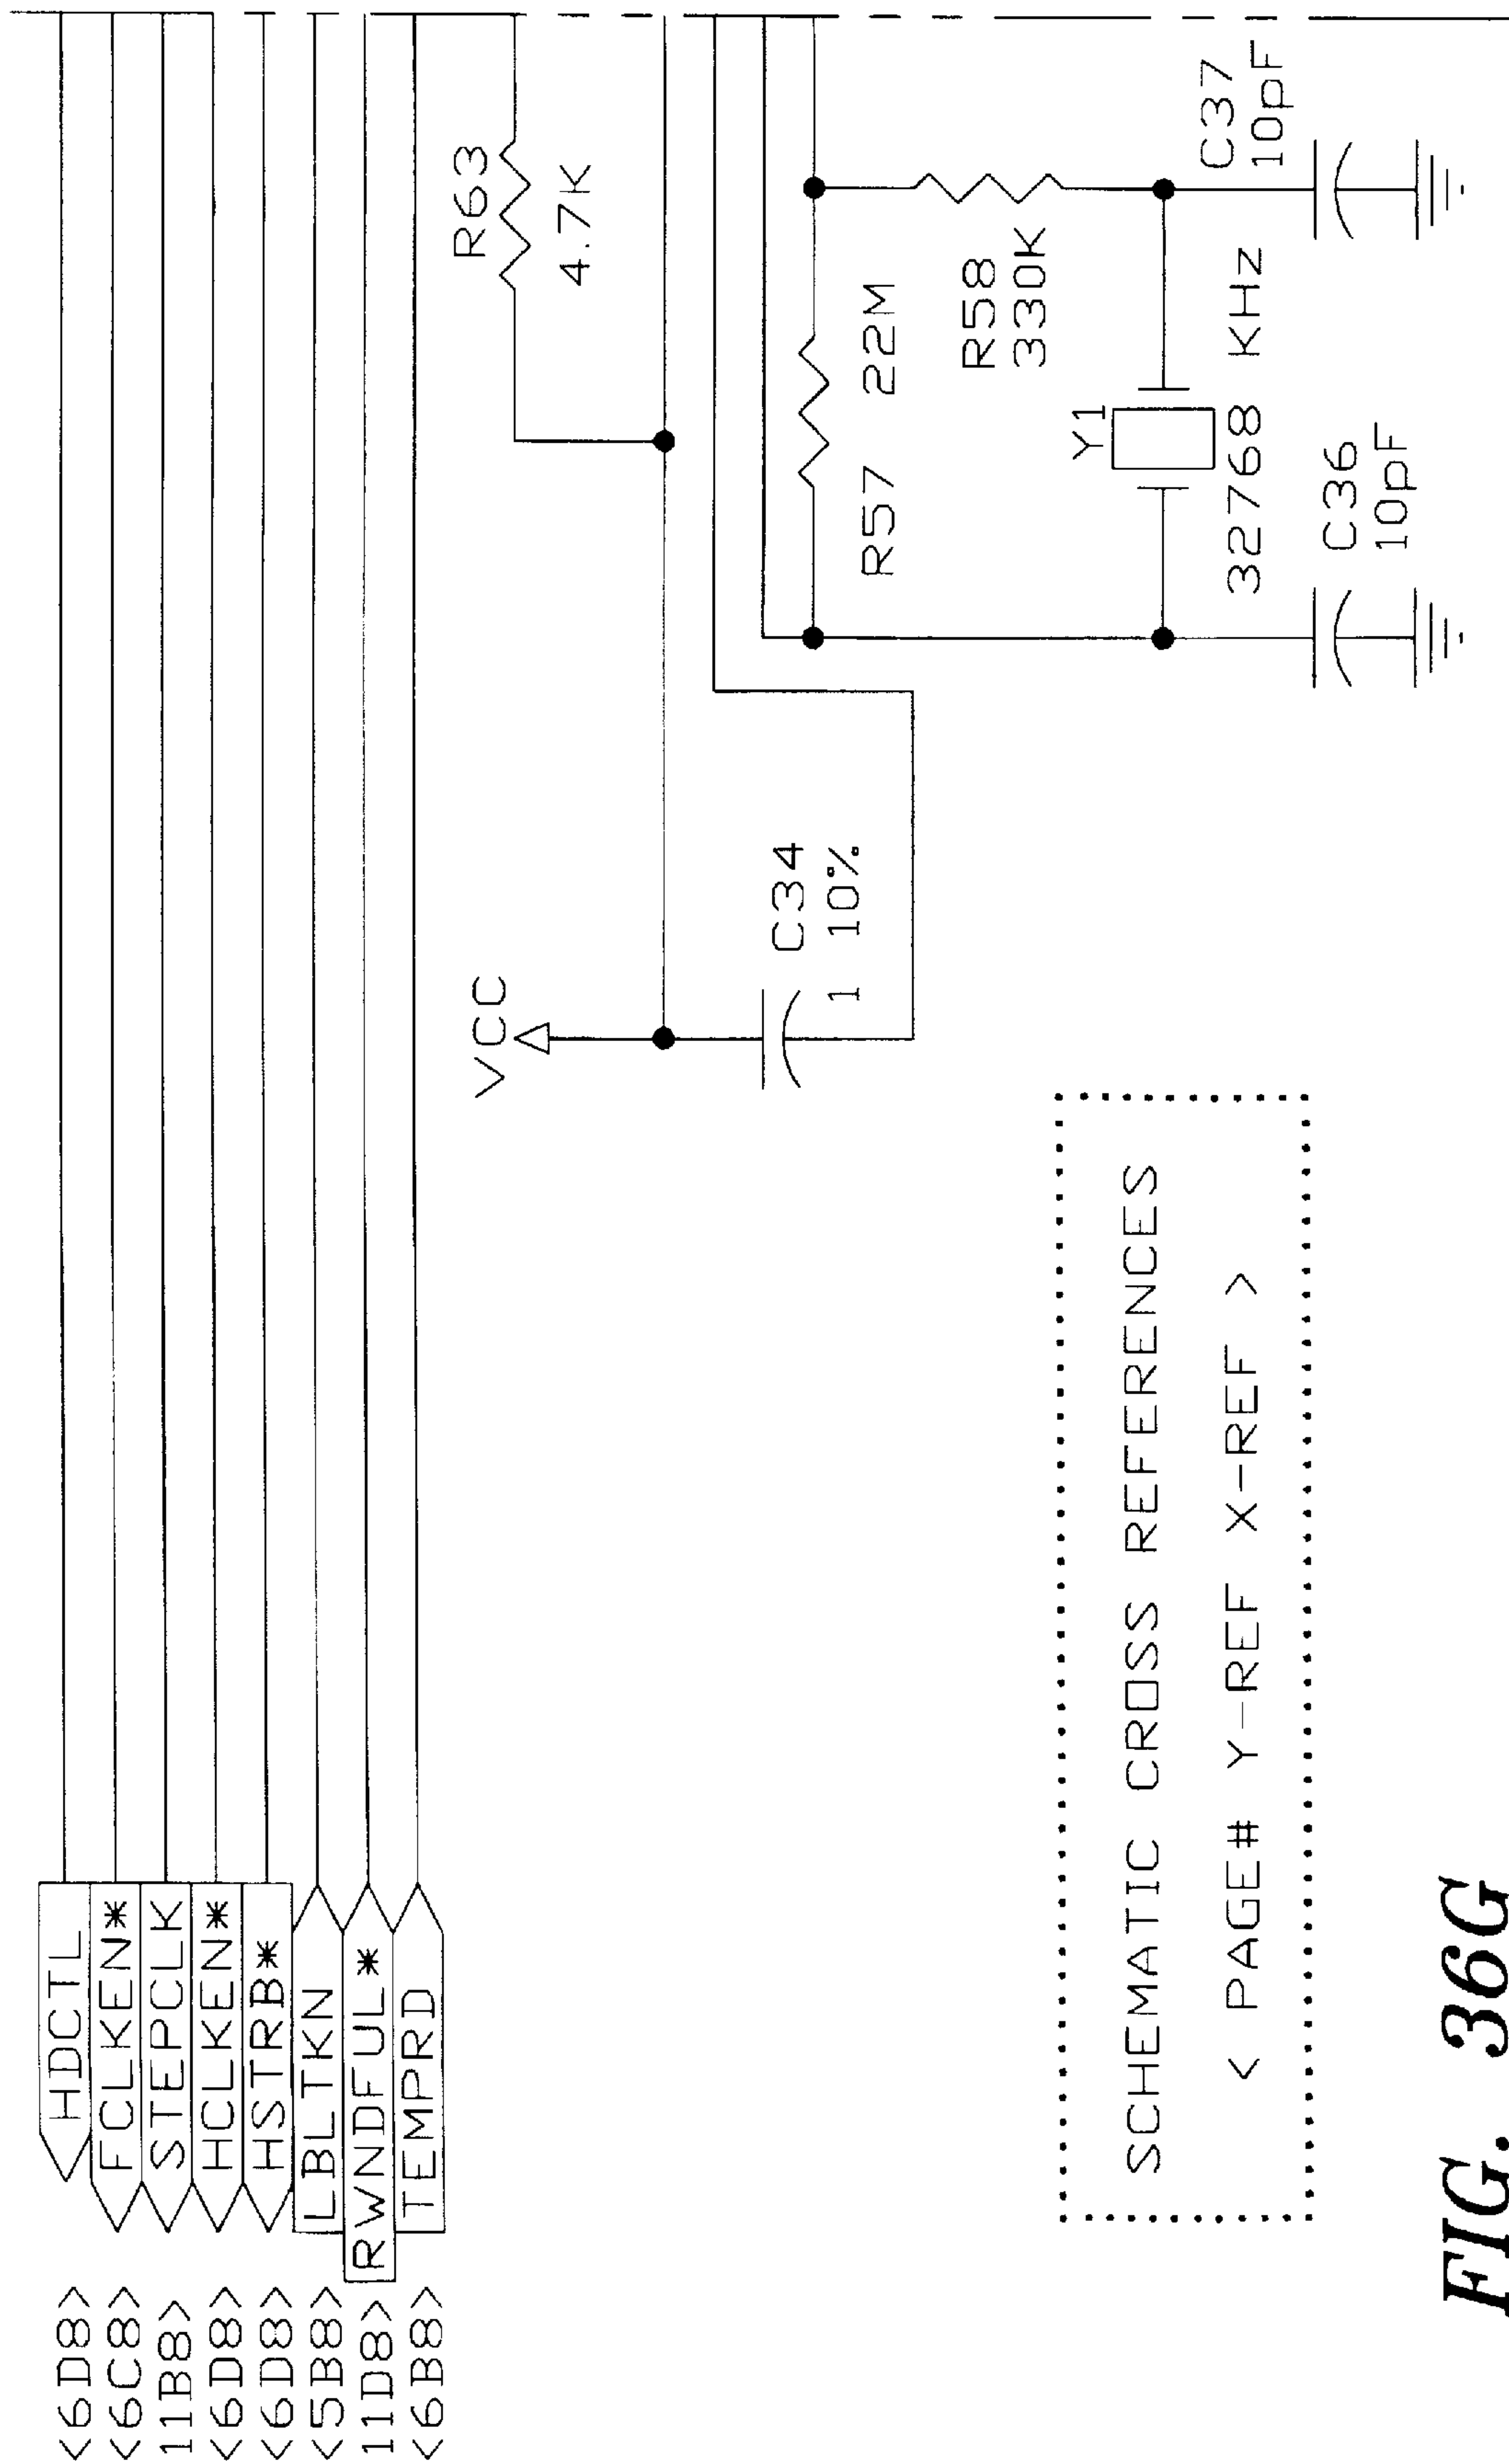 <6D8> HDCTL
<6C8> FCLKEN*
11B8> STEPCLK
<6D8> HCLKEN*
<6D8> HSTRB*
<5B8> LBLTKN
11D8> RWNDFUL*
<6B8> TEMPRD
VCC
R63
4.7K
C34
1 10%
R57 22M
R58
330K
Y1
32768 KHz
C36
10pF
C37
10pF
SCHEMATIC CROSS REFERENCES
< PAGE# Y-REF X-REF >
FIG. 36G